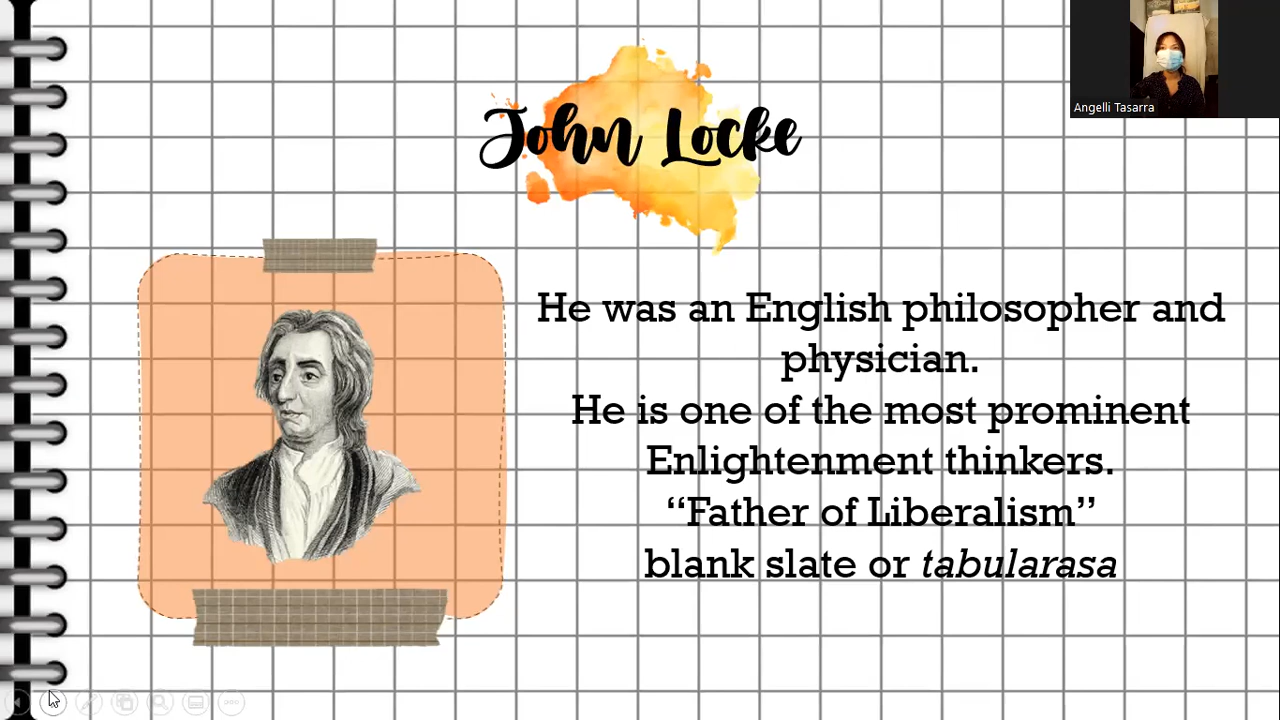 John Locke
Angelli Tasarra
He was an English philosopher and
physician.
He is one of the most prominent
Enlightenment thinkers.
“Father of Liberalism”
blank slate or tabularasa